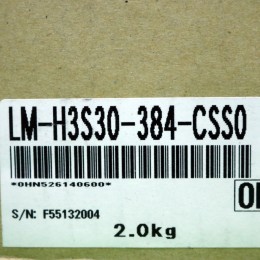 LM-H3S30-384-CSS0
*0HN526140600*
S/N: F55132004
2.0kg